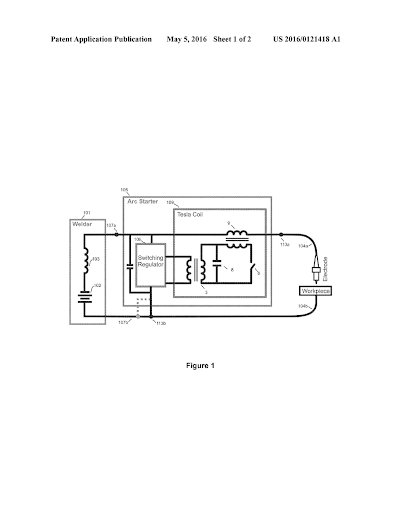 Patent Application Publication    May 5, 2016  Sheet 1 of 2    US 2016/0121418 A1
105
109
101
Arc Starter
Welder
Tesla Coil
107a
9
106
113a
104a
Switching
Regulator
103
Electrode
8
102
3
Workpiece
104b
107b
113b
Figure 1